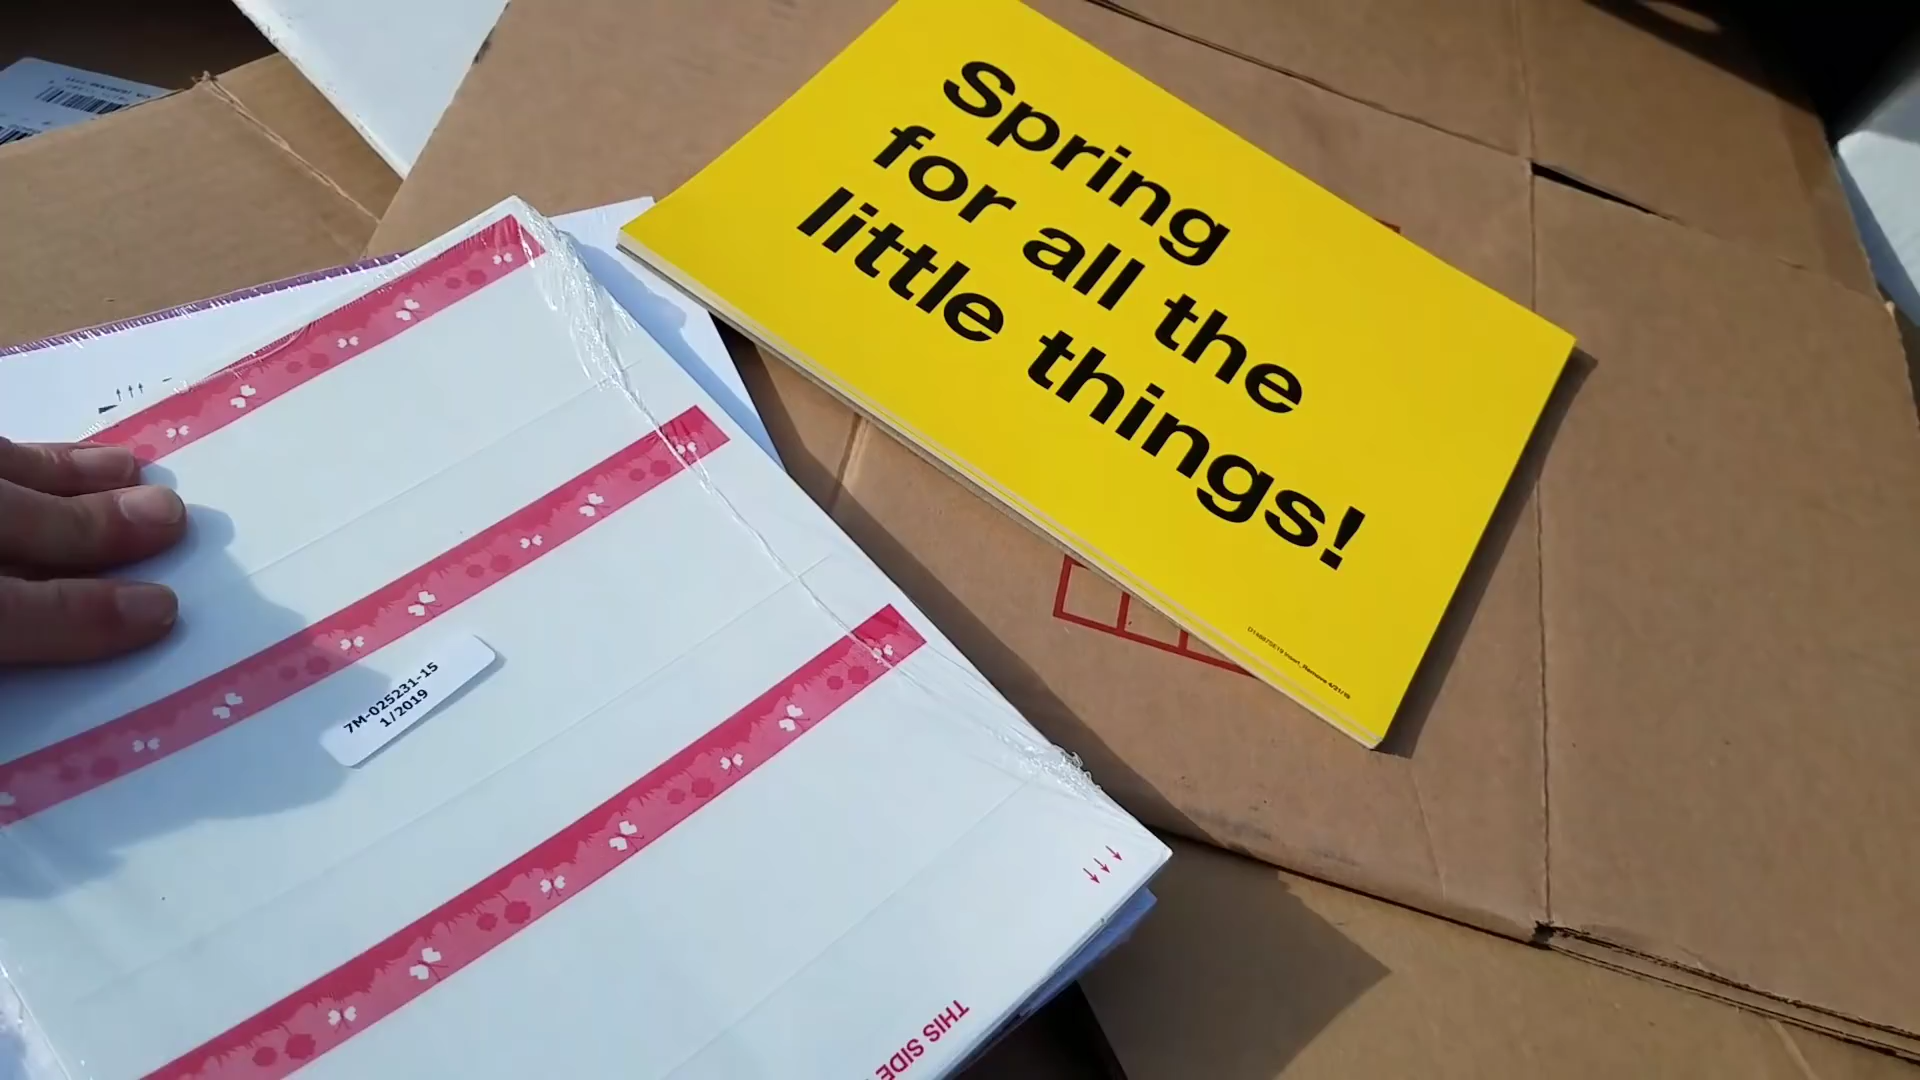 Spring
for all the
little things!
7M-025231-15
1/2019
THIS SIDE